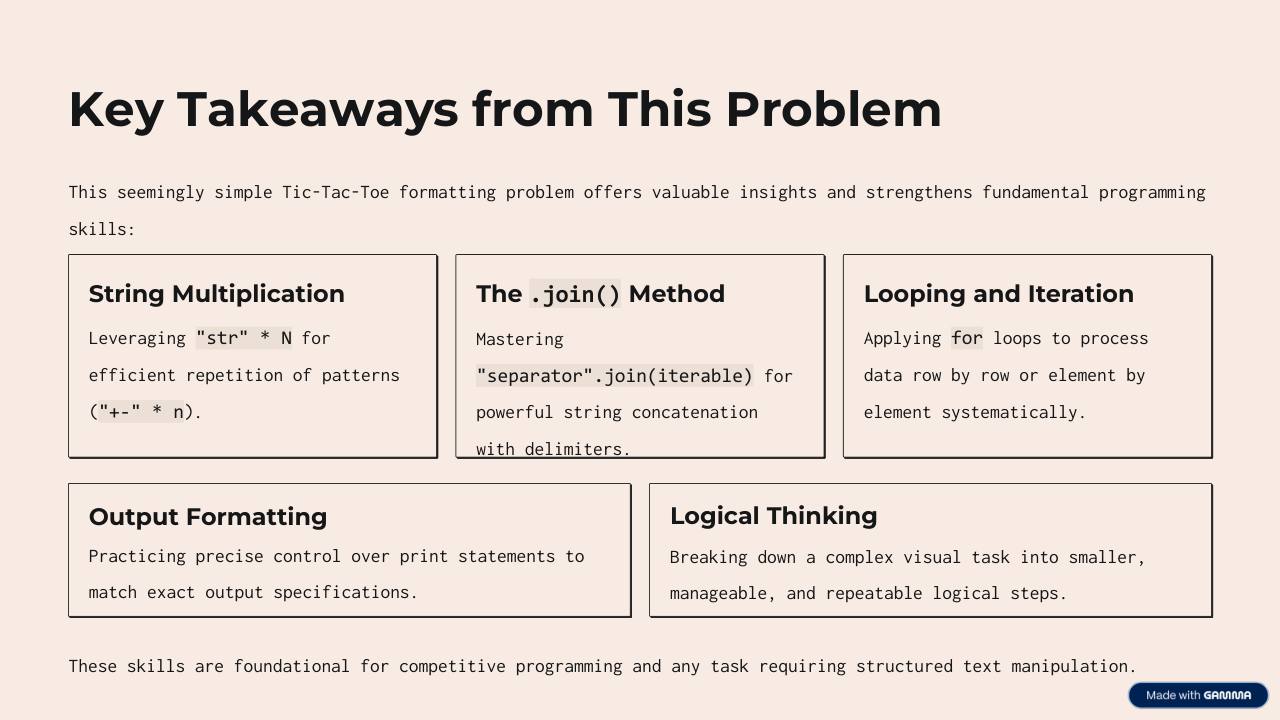 Key Takeaways from This Problem
This seemingly simple Tic-Tac-Toe formatting problem offers valuable insights and strengthens fundamental programming
skills:
String Multiplication
Leveraging "str" * N for
efficient repetition of patterns
("+-" * n).
The .join() Method
Mastering
"separator".join(iterable) for
powerful string concatenation
with delimiters.
Looping and Iteration
Applying for loops to process
data row by row or element by
element systematically.
Output Formatting
Practicing precise control over print statements to
match exact output specifications.
Logical Thinking
Breaking down a complex visual task into smaller,
manageable, and repeatable logical steps.
These skills are foundational for competitive programming and any task requiring structured text manipulation.
Made with GAMMA